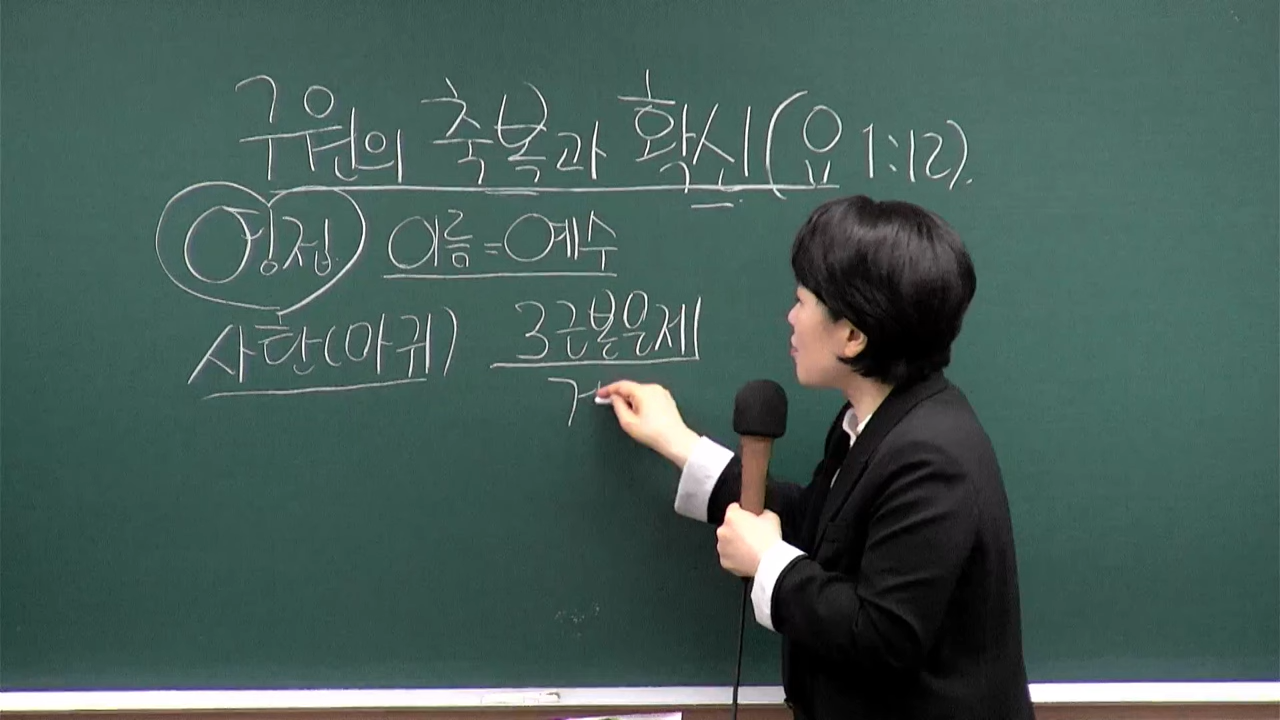 구원의 축복과 확신(요 1:12).
영접 이름=예수
사탄(마귀) 3근본문제